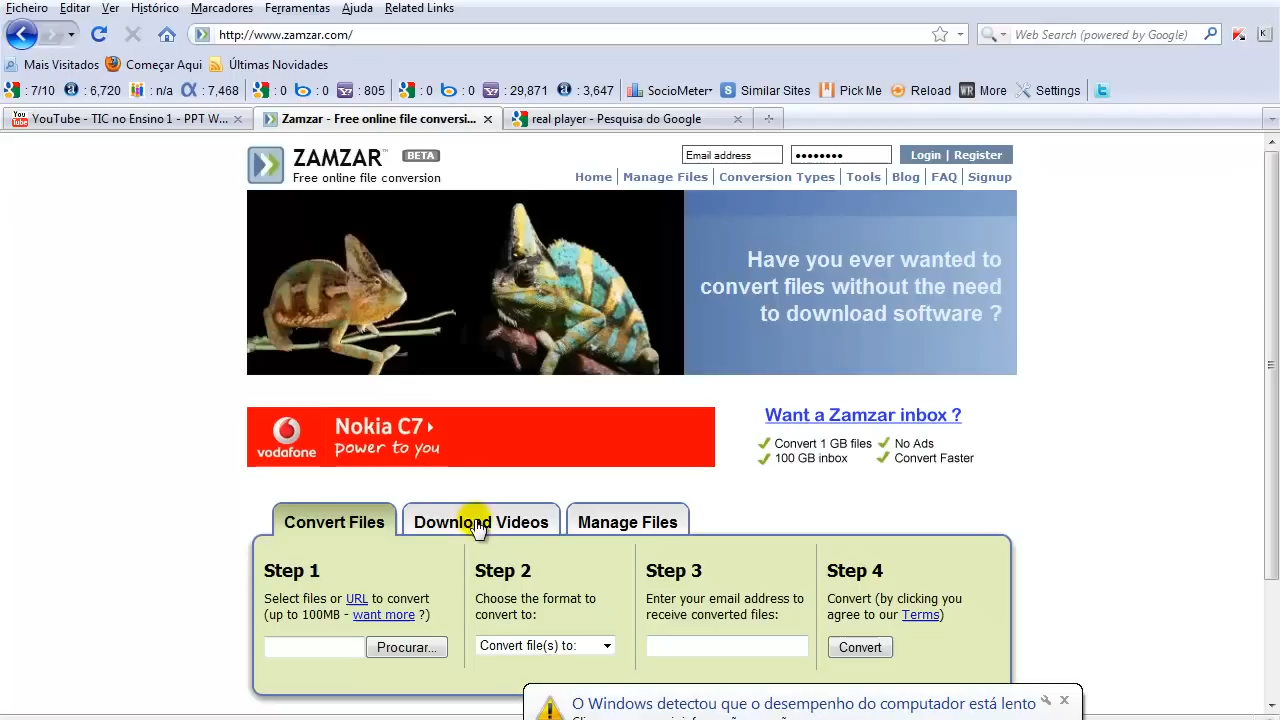 Ficheiro Editar Ver Histórico Marcadores Ferramentas Ajuda Related Links
http://www.zamzar.com/ Web Search (powered by Google) K
Mais Visitados Começar Aqui Últimas Novidades
: 7/10 : 6,720 : n/a : 7,468 : 0 : 0 : 805 : 0 : 0 : 29,871 : 3,647 SocioMeter Similar Sites Pick Me Reload WR More Settings
You Tube YouTube - TIC no Ensino 1 - PPT W... Zamzar - Free online file conversi... real player - Pesquisa do Google
ZAMZAR™ BETA
Free online file conversion
Email address •••••••• Login | Register
Home Manage Files Conversion Types Tools Blog FAQ Signup
Have you ever wanted to
convert files without the need
to download software ?
vodafone
Nokia C7
power to you
Want a Zamzar inbox ?
Convert 1 GB files No Ads
100 GB inbox Convert Faster
Convert Files Download Videos Manage Files
Step 1
Select files or URL to convert
(up to 100MB - want more ?)
Procurar...
Step 2
Choose the format to
convert to:
Convert file(s) to:
Step 3
Enter your email address to
receive converted files:
Step 4
Convert (by clicking you
agree to our Terms)
Convert
O Windows detectou que o desempenho do computador está lento